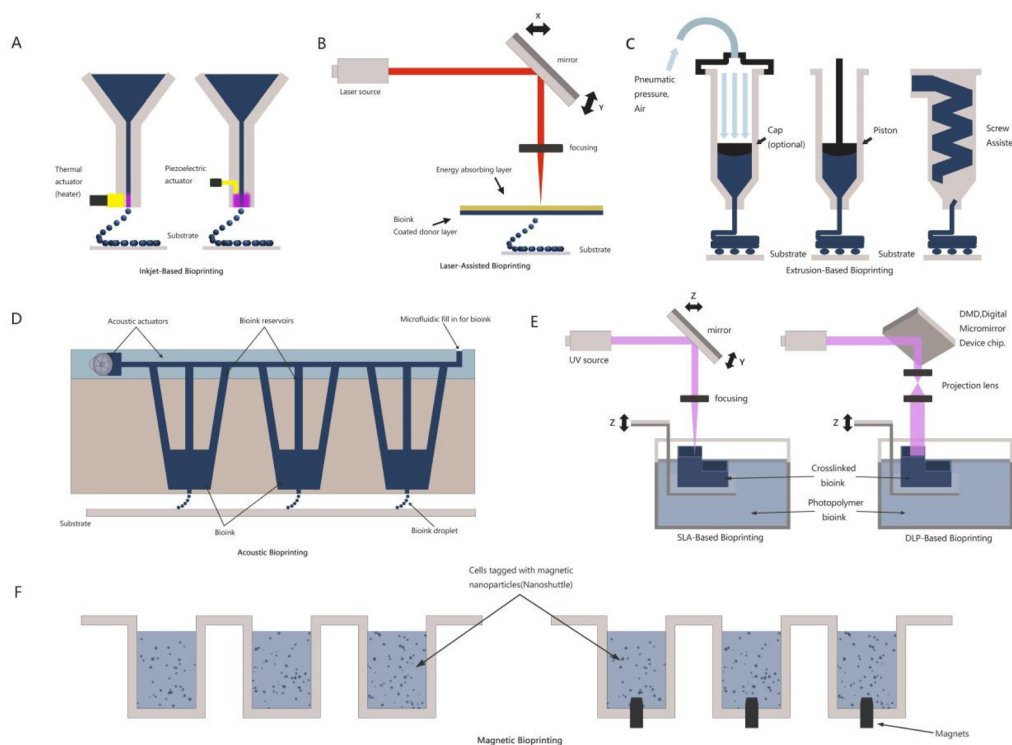 A
Thermal
actuator
(heater)
Piezoelectric
actuator
Substrate
Inkjet-Based Bioprinting
B
Laser source
X
mirror
Y
focusing
Energy absorbing layer
Bioink
Coated donor layer
Substrate
Laser-Assisted Bioprinting
C
Pneumatic
pressure,
Air
Cap
(optional)
Piston
Screw
Assiste
Substrate
Substrate
Extrusion-Based Bioprinting
D
Acoustic actuators
Bioink reservoirs
Microfluidic fill in for bioink
Substrate
Bioink
Bioink droplet
Acoustic Bioprinting
E
UV source
Z
mirror
Y
focusing
Z
DMD,Digital
Micromirror
Device chip.
Projection lens
Z
Crosslinked
bioink
Photopolymer
bioink
SLA-Based Bioprinting
DLP-Based Bioprinting
F
Cells tagged with magnetic
nanoparticles(Nanoshuttle)
Magnets
Magnetic Bioprinting